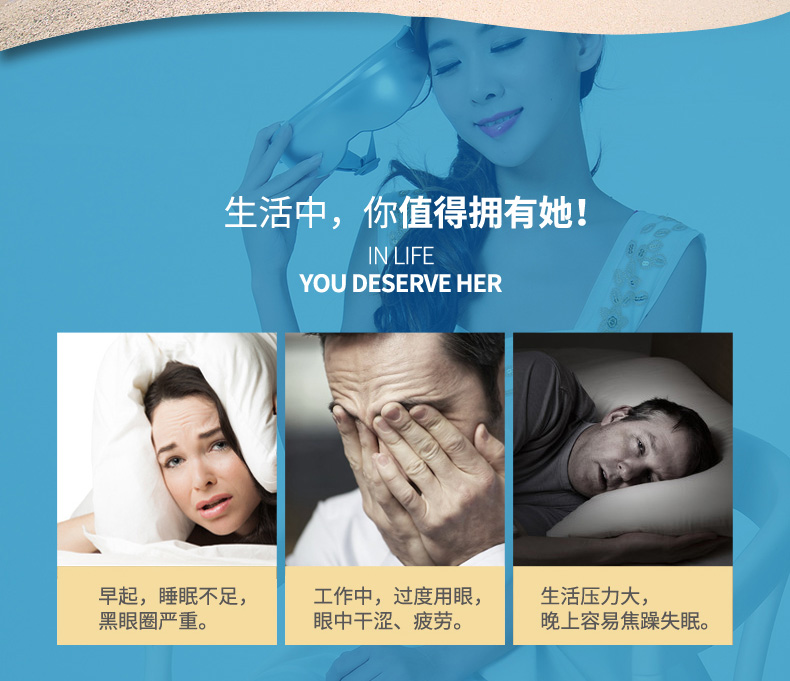 生活中，你值得拥有她！
IN LIFE
YOU DESERVE HER
早起，睡眠不足，
黑眼圈严重。
工作中，过度用眼，
眼中干涩、疲劳。
生活压力大，
晚上容易焦躁失眠。